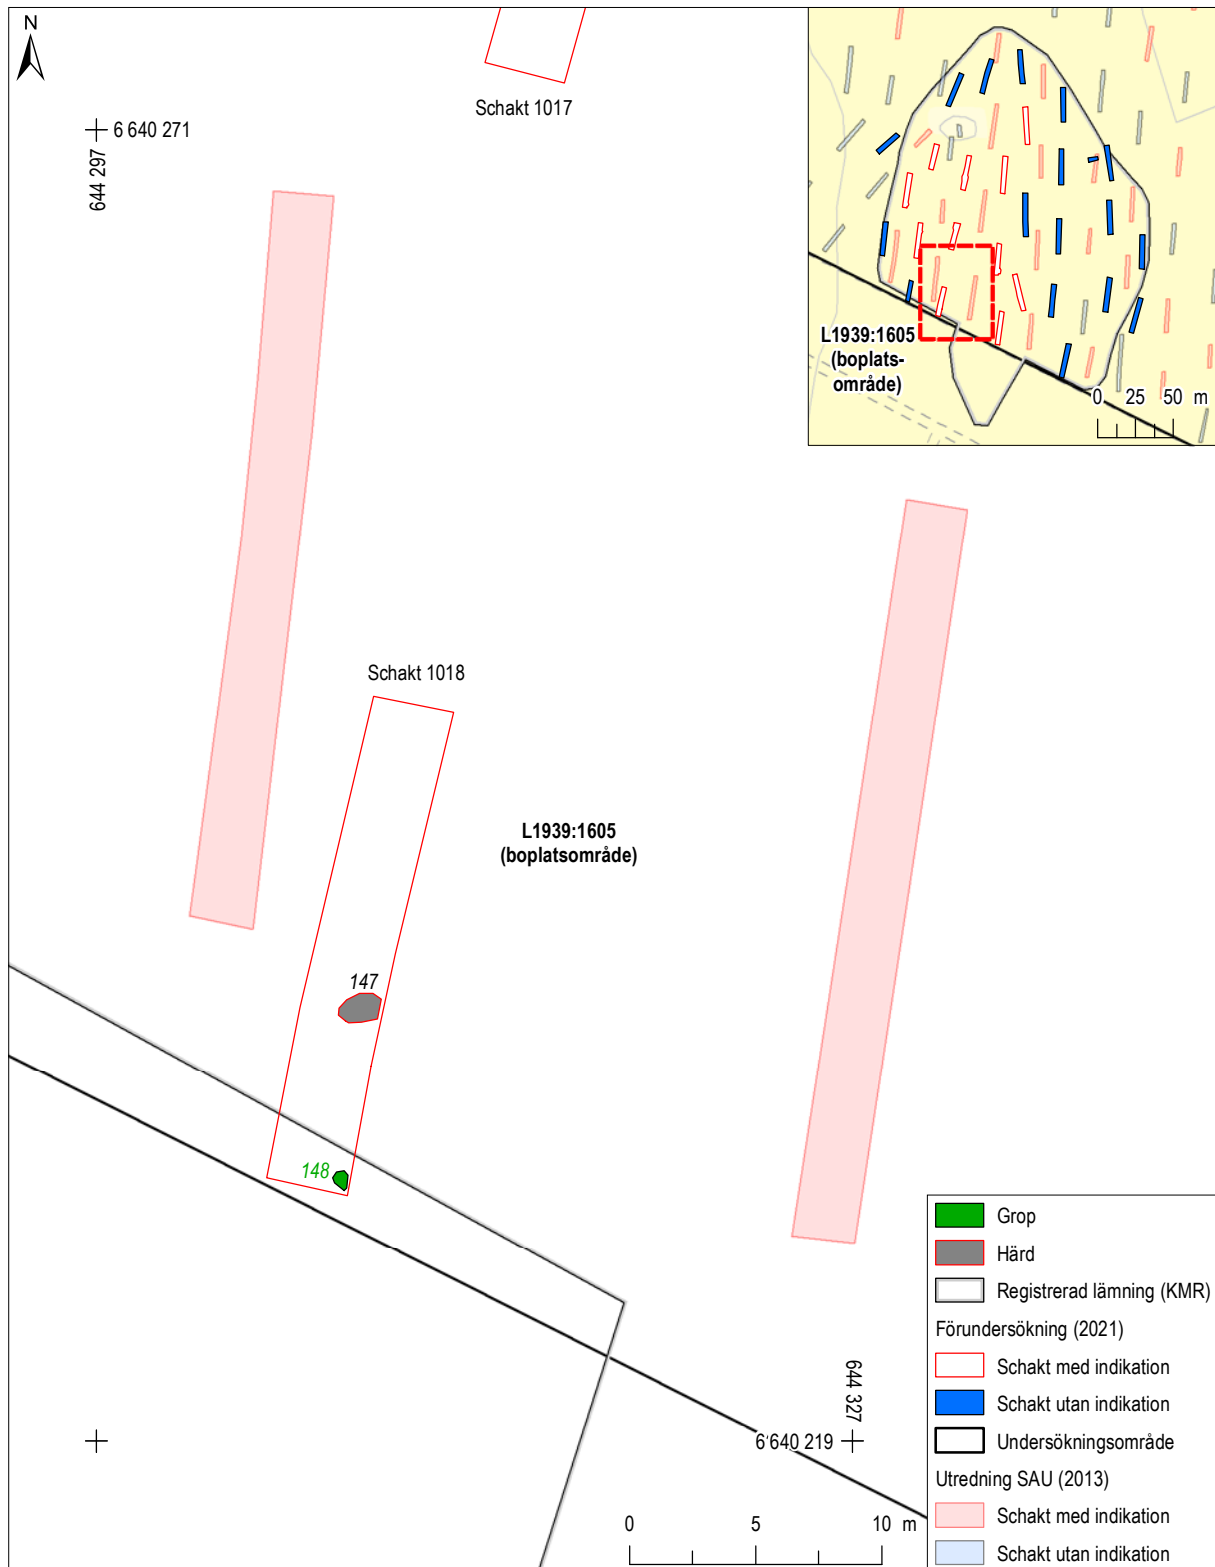 N
Schakt 1017
6 640 271
644 297
L1939:1605
(boplats-
område)
0 25 50 m
Schakt 1018
L1939:1605
(boplatsområde)
147
148
644 327
6 640 219
0 5 10 m
Grop
Härd
Registrerad lämning (KMR)
Förundersökning (2021)
Schakt med indikation
Schakt utan indikation
Undersökningsområde
Utredning SAU (2013)
Schakt med indikation
Schakt utan indikation